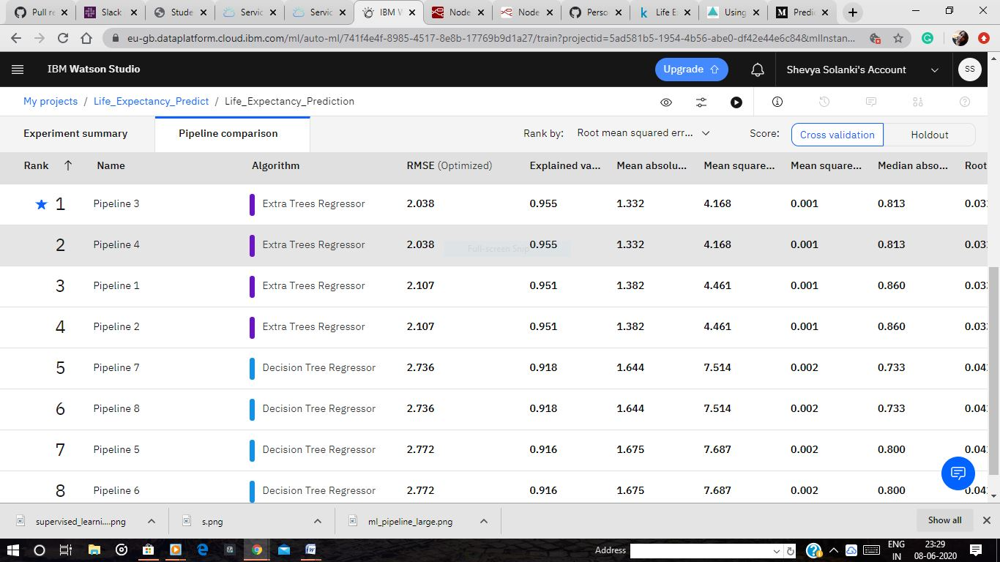 Pull re
Slack
Stude
Servic
Servic
IBM W
Node
Node
Perso
Life E
Using
Predi
eu-gb.dataplatform.cloud.ibm.com/ml/auto-ml/741f4e4f-8985-4517-8e8b-17769b9d1a27/train?projectid=5ad581b5-1954-4b56-abe0-df42e44e6c84&mlInstan...
IBM Watson Studio
Upgrade
Shevya Solanki's Account
SS
My projects / Life_Expectancy_Predict / Life_Expectancy_Prediction
Experiment summary
Pipeline comparison
Rank by: Root mean squared err...
Score: Cross validation Holdout
Rank Name Algorithm RMSE (Optimized) Explained va... Mean absolu... Mean square... Mean square... Median abso... Root
1 Pipeline 3 Extra Trees Regressor 2.038 0.955 1.332 4.168 0.001 0.813 0.03
2 Pipeline 4 Extra Trees Regressor 2.038 0.955 1.332 4.168 0.001 0.813 0.03
Full-screen Snip
3 Pipeline 1 Extra Trees Regressor 2.107 0.951 1.382 4.461 0.001 0.860 0.03
4 Pipeline 2 Extra Trees Regressor 2.107 0.951 1.382 4.461 0.001 0.860 0.03
5 Pipeline 7 Decision Tree Regressor 2.736 0.918 1.644 7.514 0.002 0.733 0.04
6 Pipeline 8 Decision Tree Regressor 2.736 0.918 1.644 7.514 0.002 0.733 0.04
7 Pipeline 5 Decision Tree Regressor 2.772 0.916 1.675 7.687 0.002 0.800 0.04
8 Pipeline 6 Decision Tree Regressor 2.772 0.916 1.675 7.687 0.002 0.800 0.04
supervised_learni....png
s.png
ml_pipeline_large.png
Show all
Address
ENG
IN
23:29
08-06-2020